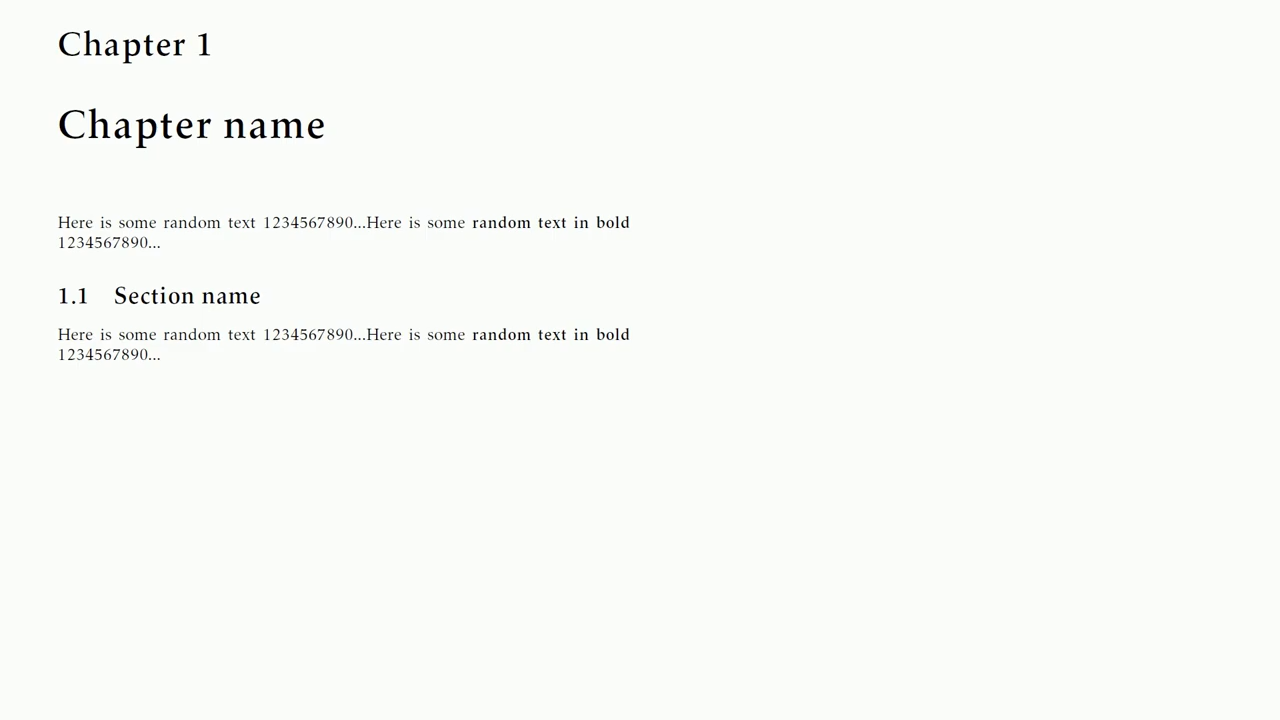 Chapter 1
Chapter name
Here is some random text 1234567890...Here is some random text in bold
1234567890...
1.1 Section name
Here is some random text 1234567890...Here is some random text in bold
1234567890...